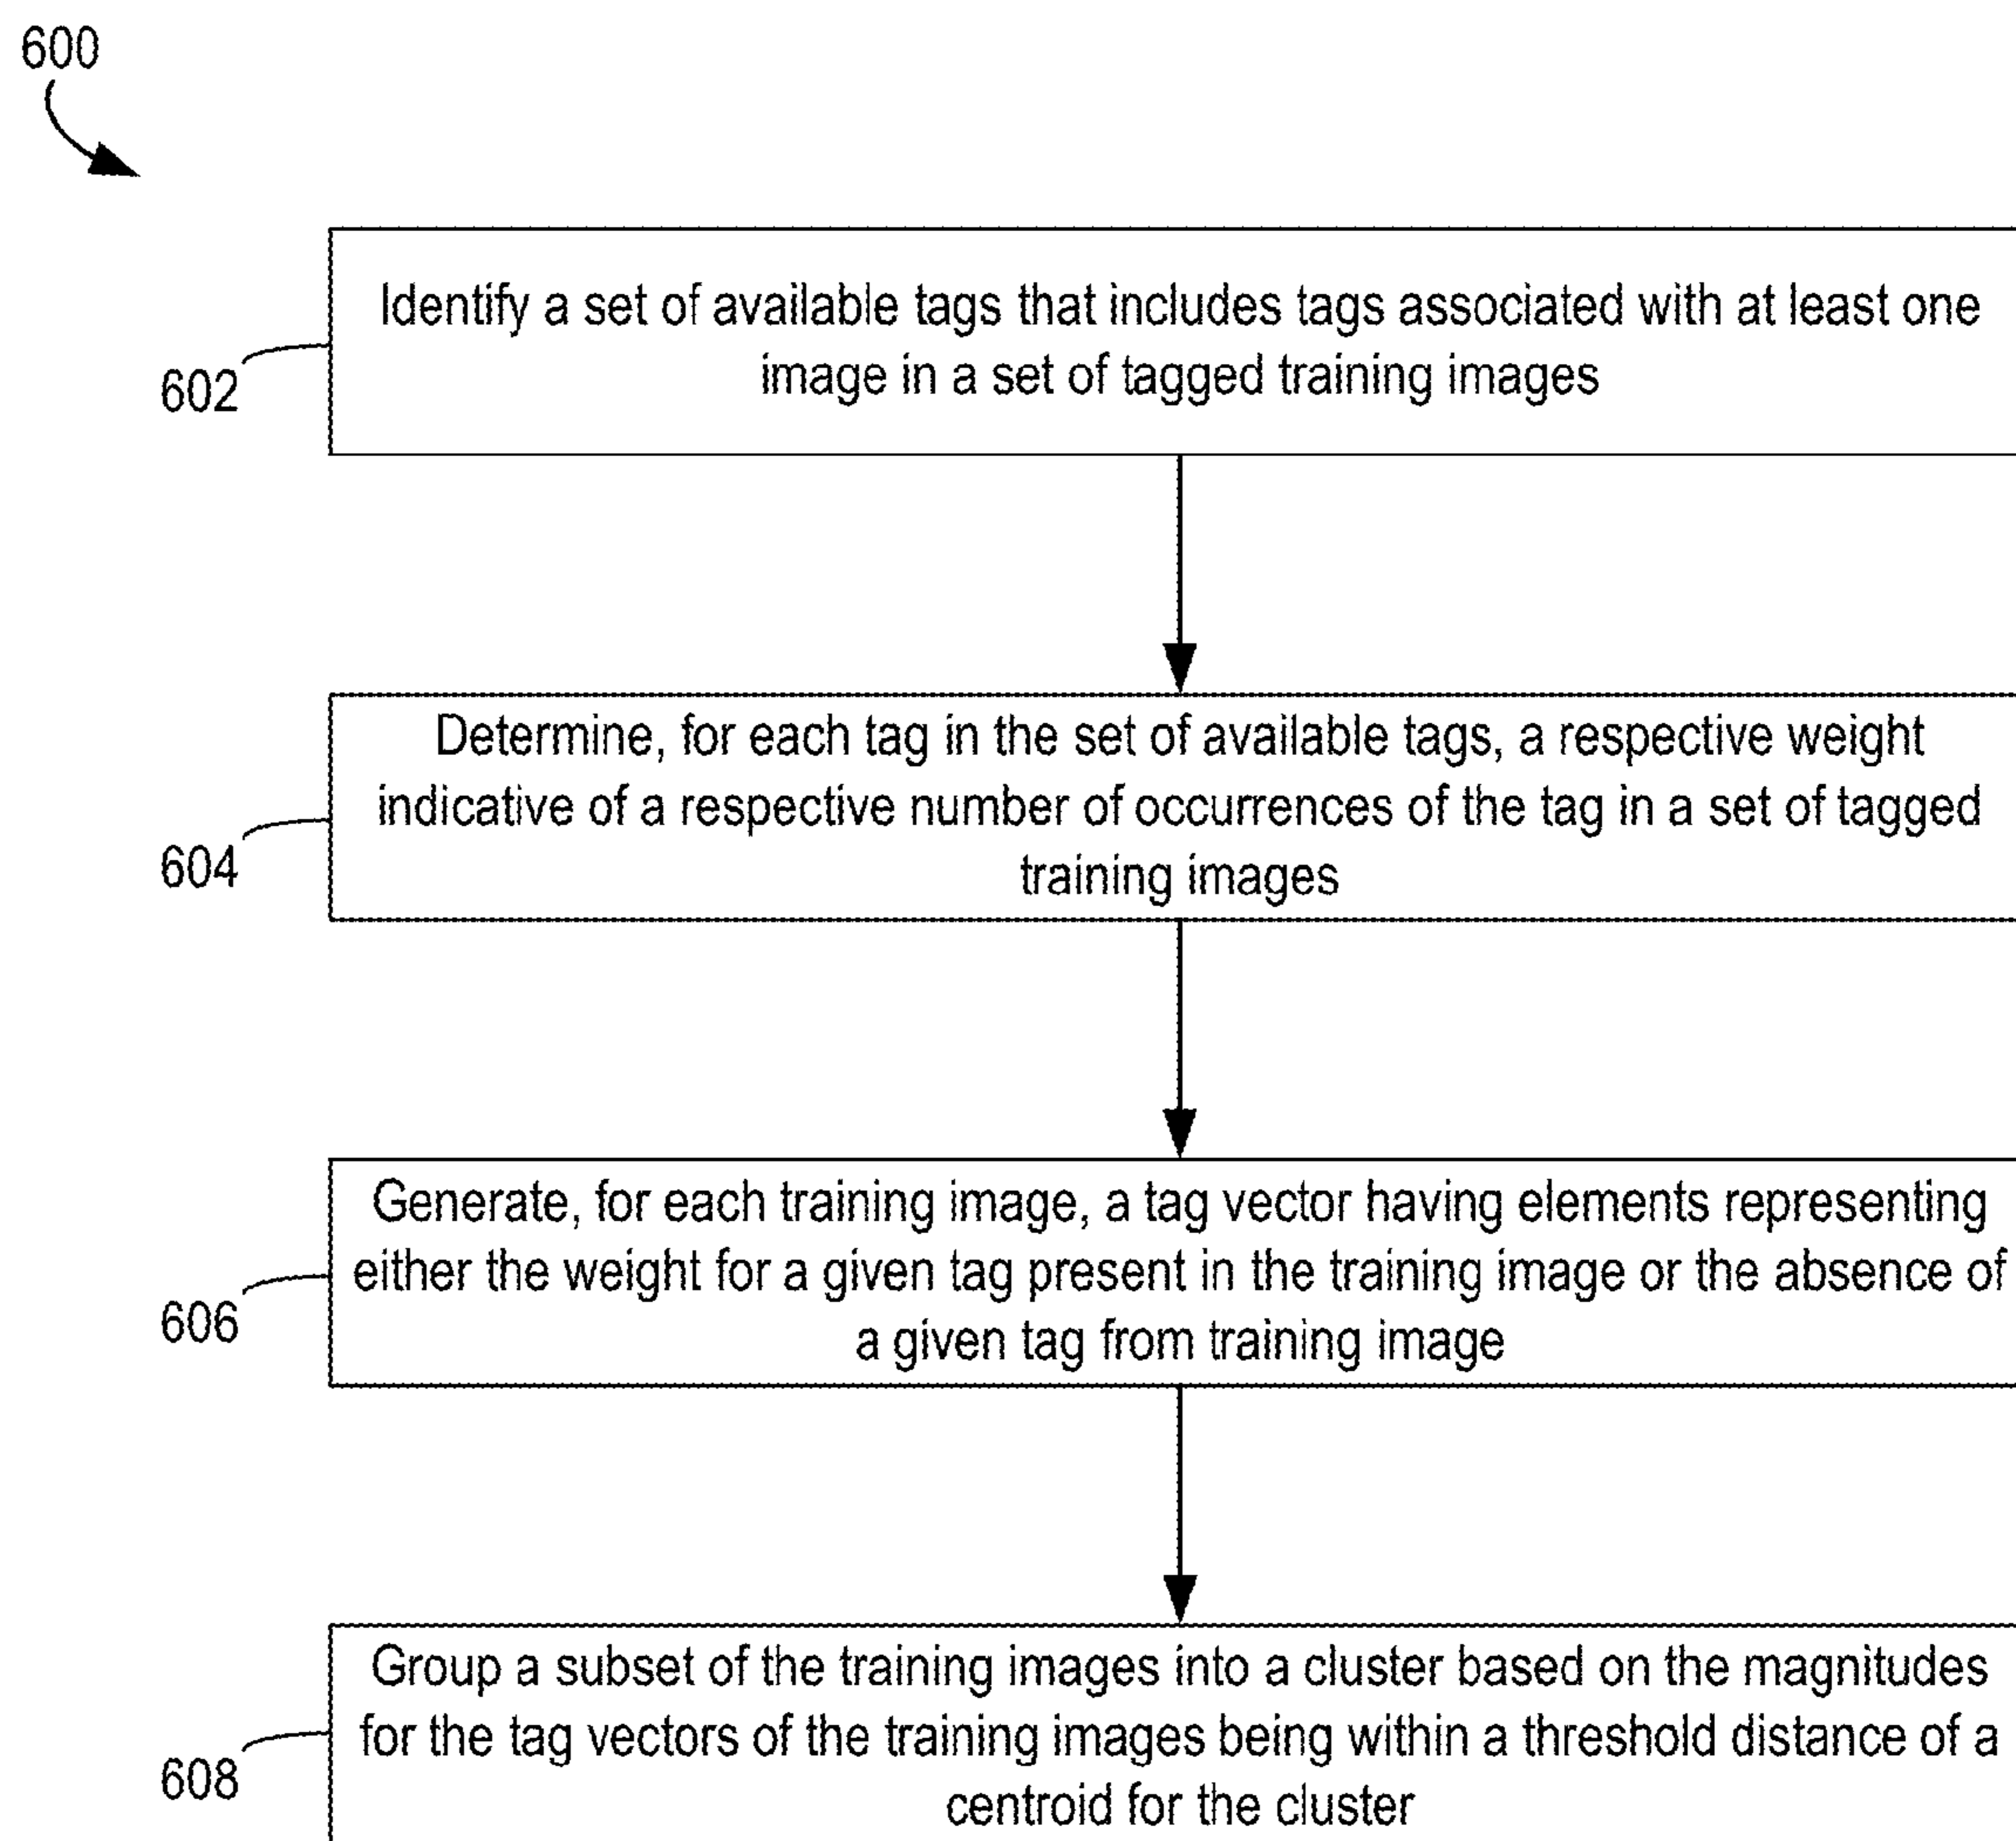 600
Identify a set of available tags that includes tags associated with at least one
image in a set of tagged training images
602
Determine, for each tag in the set of available tags, a respective weight
indicative of a respective number of occurrences of the tag in a set of tagged
training images
604
Generate, for each training image, a tag vector having elements representing
either the weight for a given tag present in the training image or the absence of
a given tag from training image
606
Group a subset of the training images into a cluster based on the magnitudes
for the tag vectors of the training images being within a threshold distance of a
centroid for the cluster
608